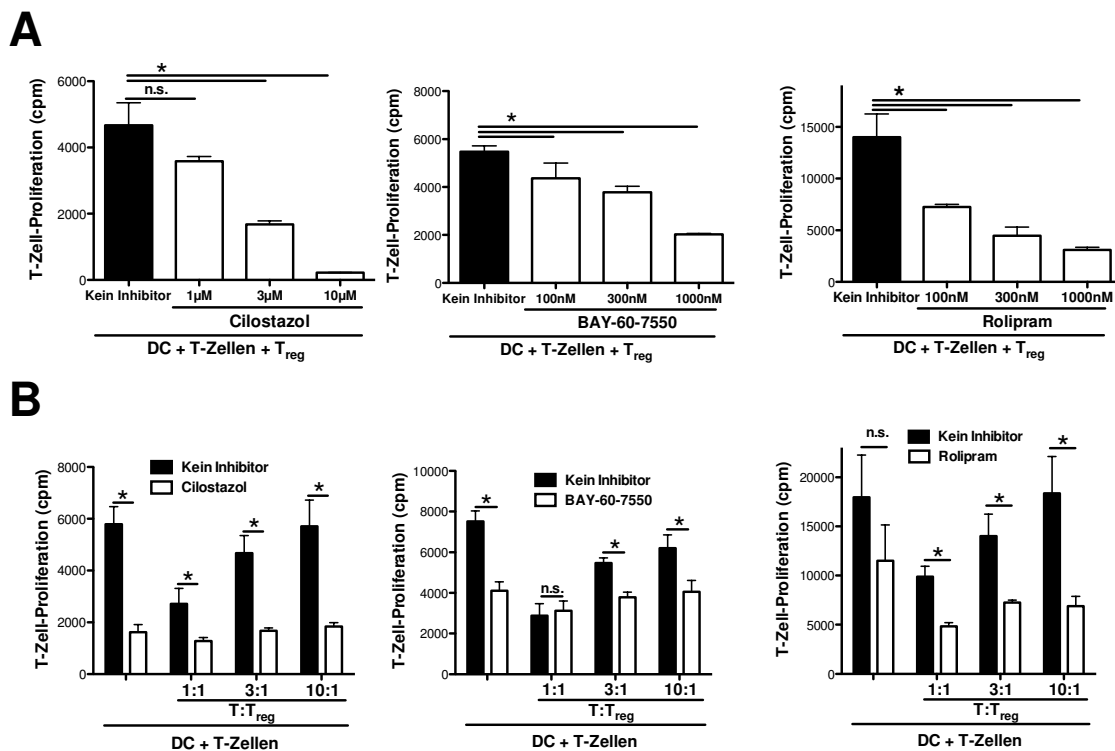 A
T-Zell-Proliferation (cpm)
6000
4000
2000
0
*
n.s.
Kein Inhibitor 1µM 3µM 10µM
Cilostazol
DC + T-Zellen + Treg
T-Zell-Proliferation (cpm)
8000
6000
4000
2000
0
*
Kein Inhibitor 100nM 300nM 1000nM
BAY-60-7550
DC + T-Zellen + Treg
T-Zell-Proliferation (cpm)
15000
10000
5000
0
*
Kein Inhibitor 100nM 300nM 1000nM
Rolipram
DC + T-Zellen + Treg
B
T-Zell-Proliferation (cpm)
8000
6000
4000
2000
0
Kein Inhibitor
Cilostazol
* * * *
1:1 3:1 10:1
T:Treg
DC + T-Zellen
T-Zell-Proliferation (cpm)
10000
8000
6000
4000
2000
0
Kein Inhibitor
BAY-60-7550
* n.s. * *
1:1 3:1 10:1
T:Treg
DC + T-Zellen
T-Zell-Proliferation (cpm)
20000
15000
10000
5000
0
Kein Inhibitor
Rolipram
n.s. * * *
1:1 3:1 10:1
T:Treg
DC + T-Zellen